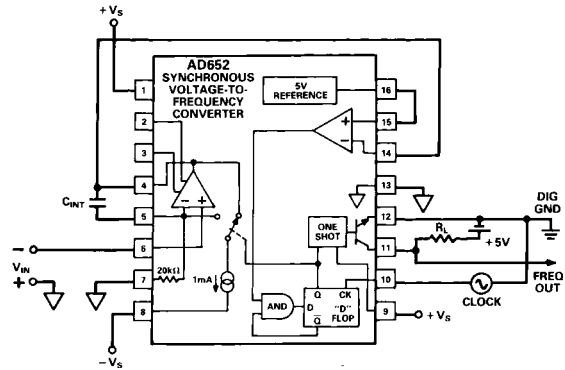 + VS
AD652
SYNCHRONOUS
VOLTAGE-TO-
FREQUENCY
CONVERTER
5V
REFERENCE
1
2
3
4
5
6
7
8
16
15
14
13
12
11
10
9
CINT
+
–
–
+
ONE
SHOT
DIG
GND
RL
+ 5V
FREQ
OUT
CLOCK
–
VIN
+
20kΩ
1mA
AND
Q
CK
D
"D"
FLOP
Q̅
+ VS
– VS